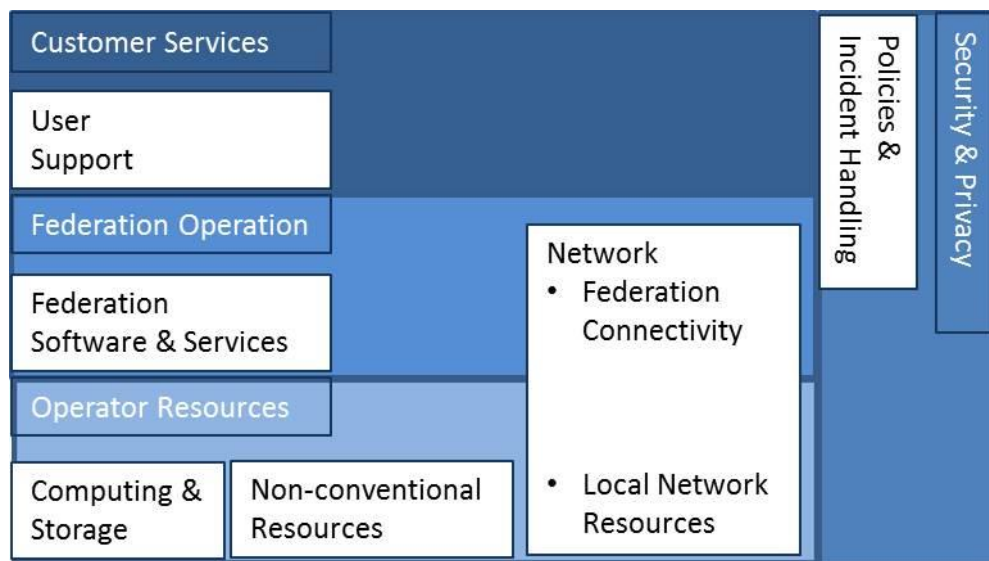 Customer Services
User
Support
Federation Operation
Federation
Software & Services
Operator Resources
Computing &
Storage
Non-conventional
Resources
Network
• Federation
Connectivity
• Local Network
Resources
Policies &
Incident Handling
Security & Privacy